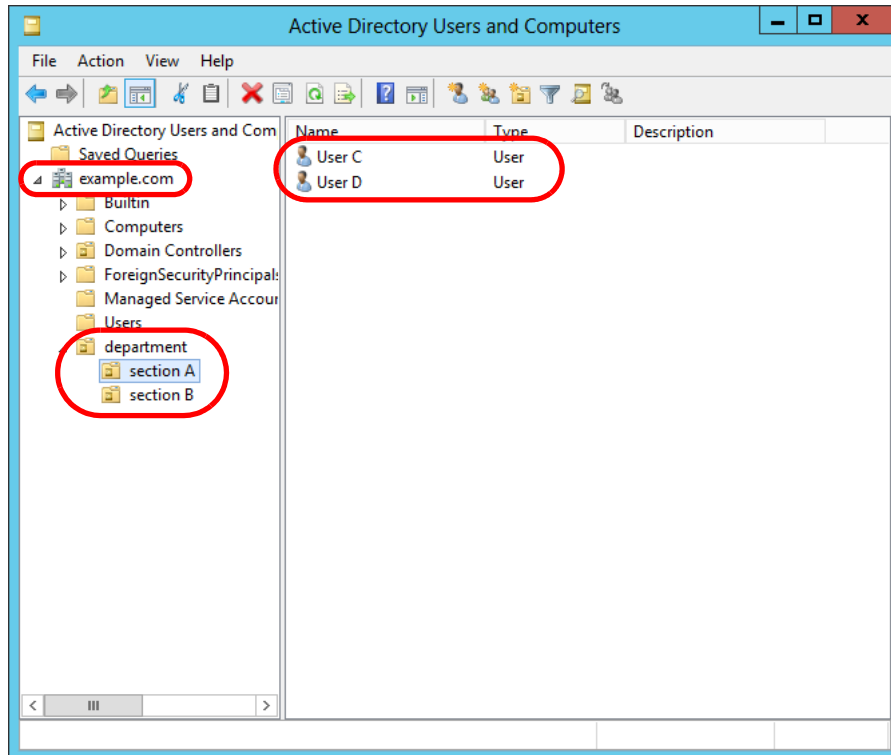 Active Directory Users and Computers
File Action View Help
Active Directory Users and Com
Saved Queries
example.com
Builtin
Computers
Domain Controllers
ForeignSecurityPrincipals
Managed Service Accour
Users
department
section A
section B
Name Type Description
User C User
User D User